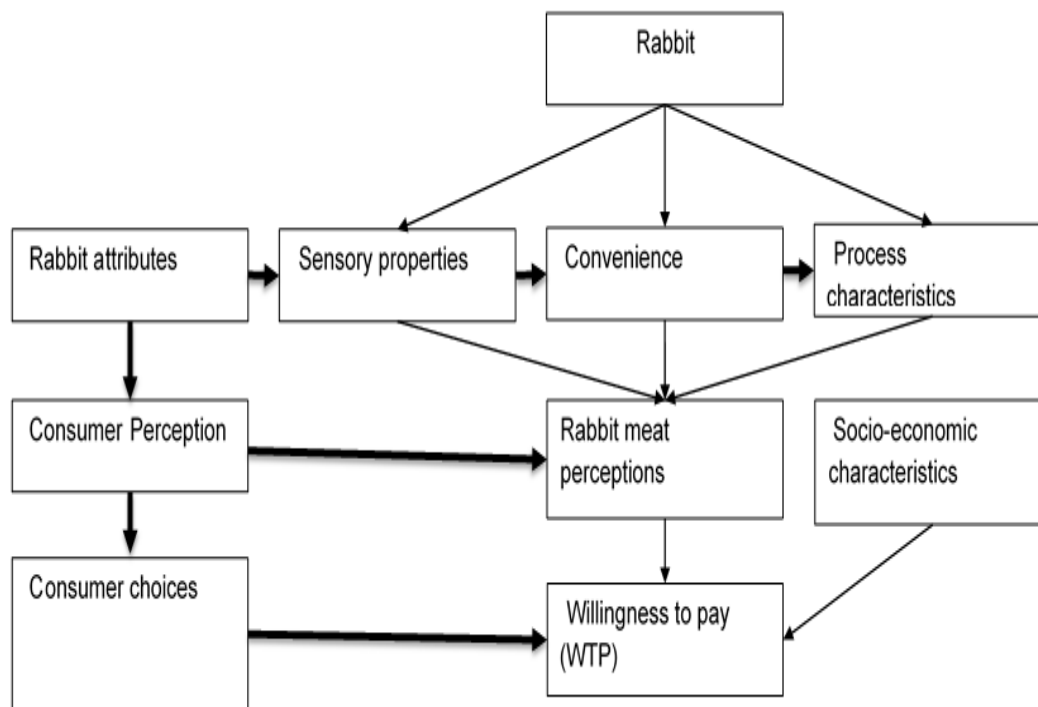 Rabbit
Rabbit attributes
Sensory properties
Convenience
Process
characteristics
Consumer Perception
Rabbit meat
perceptions
Socio-economic
characteristics
Consumer choices
Willingness to pay
(WTP)